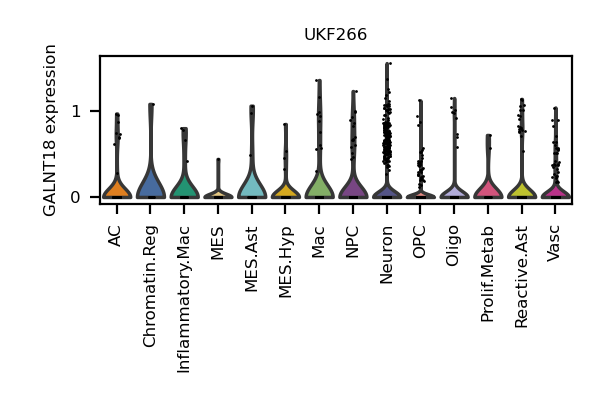 UKF266
GALNT18 expression
1
0
AC
Chromatin.Reg
Inflammatory.Mac
MES
MES.Ast
MES.Hyp
Mac
NPC
Neuron
OPC
Oligo
Prolif.Metab
Reactive.Ast
Vasc